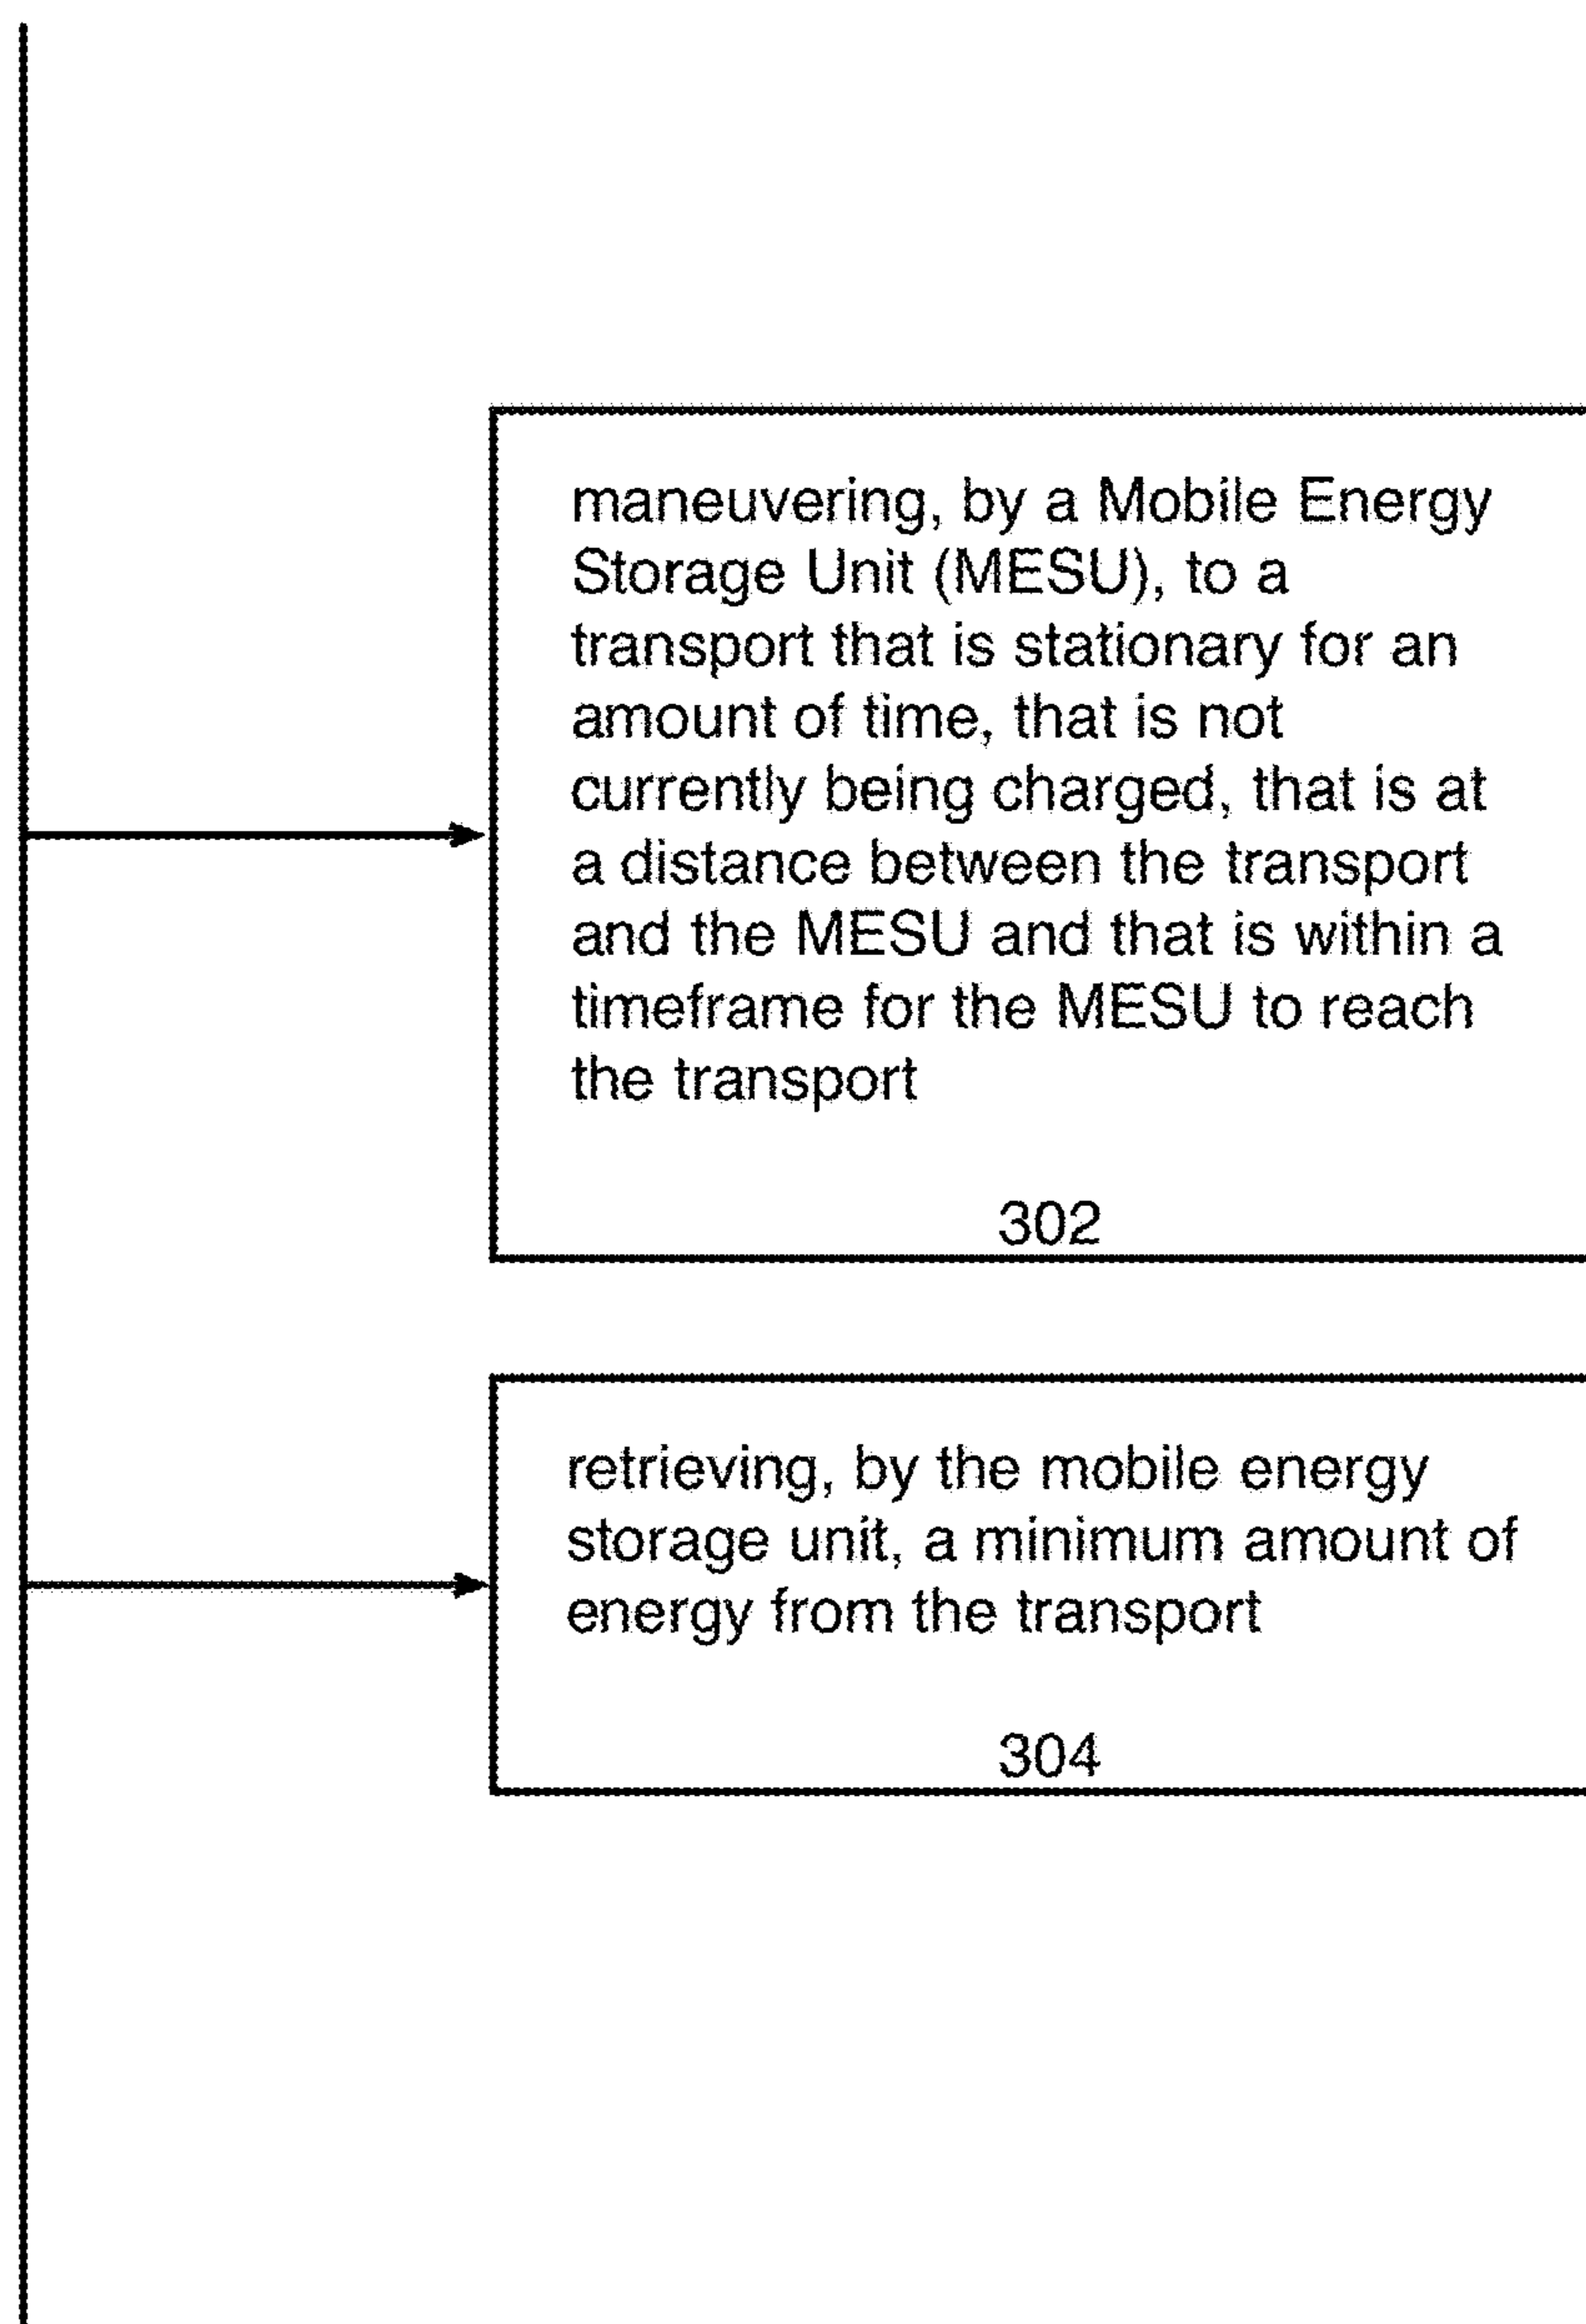 maneuvering, by a Mobile Energy
Storage Unit (MESU), to a
transport that is stationary for an
amount of time, that is not
currently being charged, that is at
a distance between the transport
and the MESU and that is within a
timeframe for the MESU to reach
the transport
302
retrieving, by the mobile energy
storage unit, a minimum amount of
energy from the transport
304